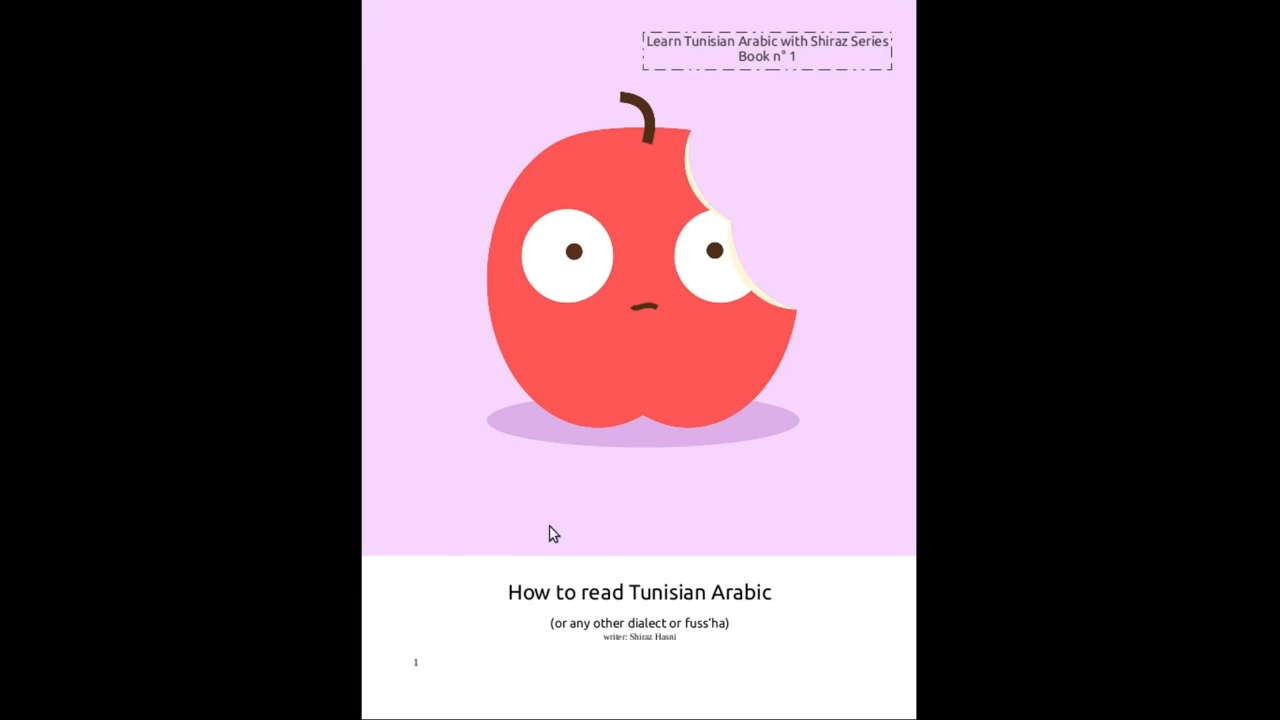 Learn Tunisian Arabic with Shiraz Series
Book n° 1
How to read Tunisian Arabic
(or any other dialect or fuss'ha)
writer: Shiraz Hasni
1